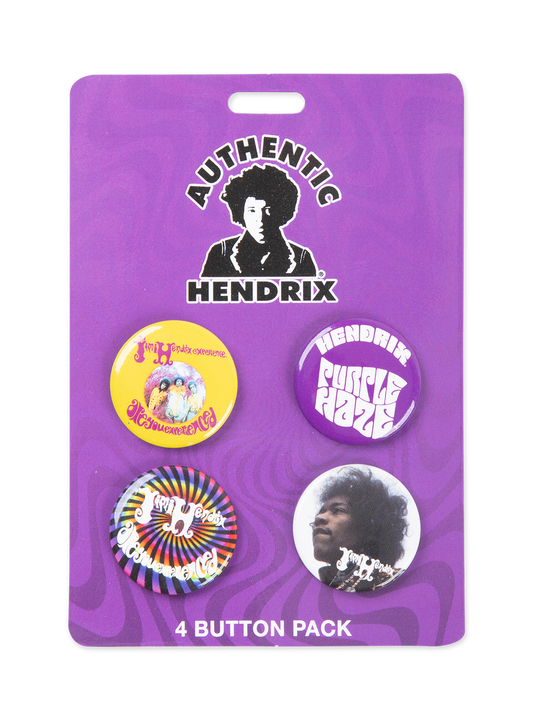 AUTHENTIC
HENDRIX®
Jimi Hendrix experience
are you experienced
HENDRIX
PURPLE
HAZE
Jimi Hendrix
are you experienced
Jimi Hendrix
4 BUTTON PACK